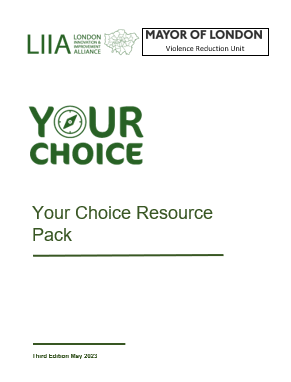 LIIA
LONDON
INNOVATION &
IMPROVEMENT
ALLIANCE
MAYOR OF LONDON
Violence Reduction Unit
YOUR
CHOICE
Your Choice Resource
Pack
Third Edition May 2023